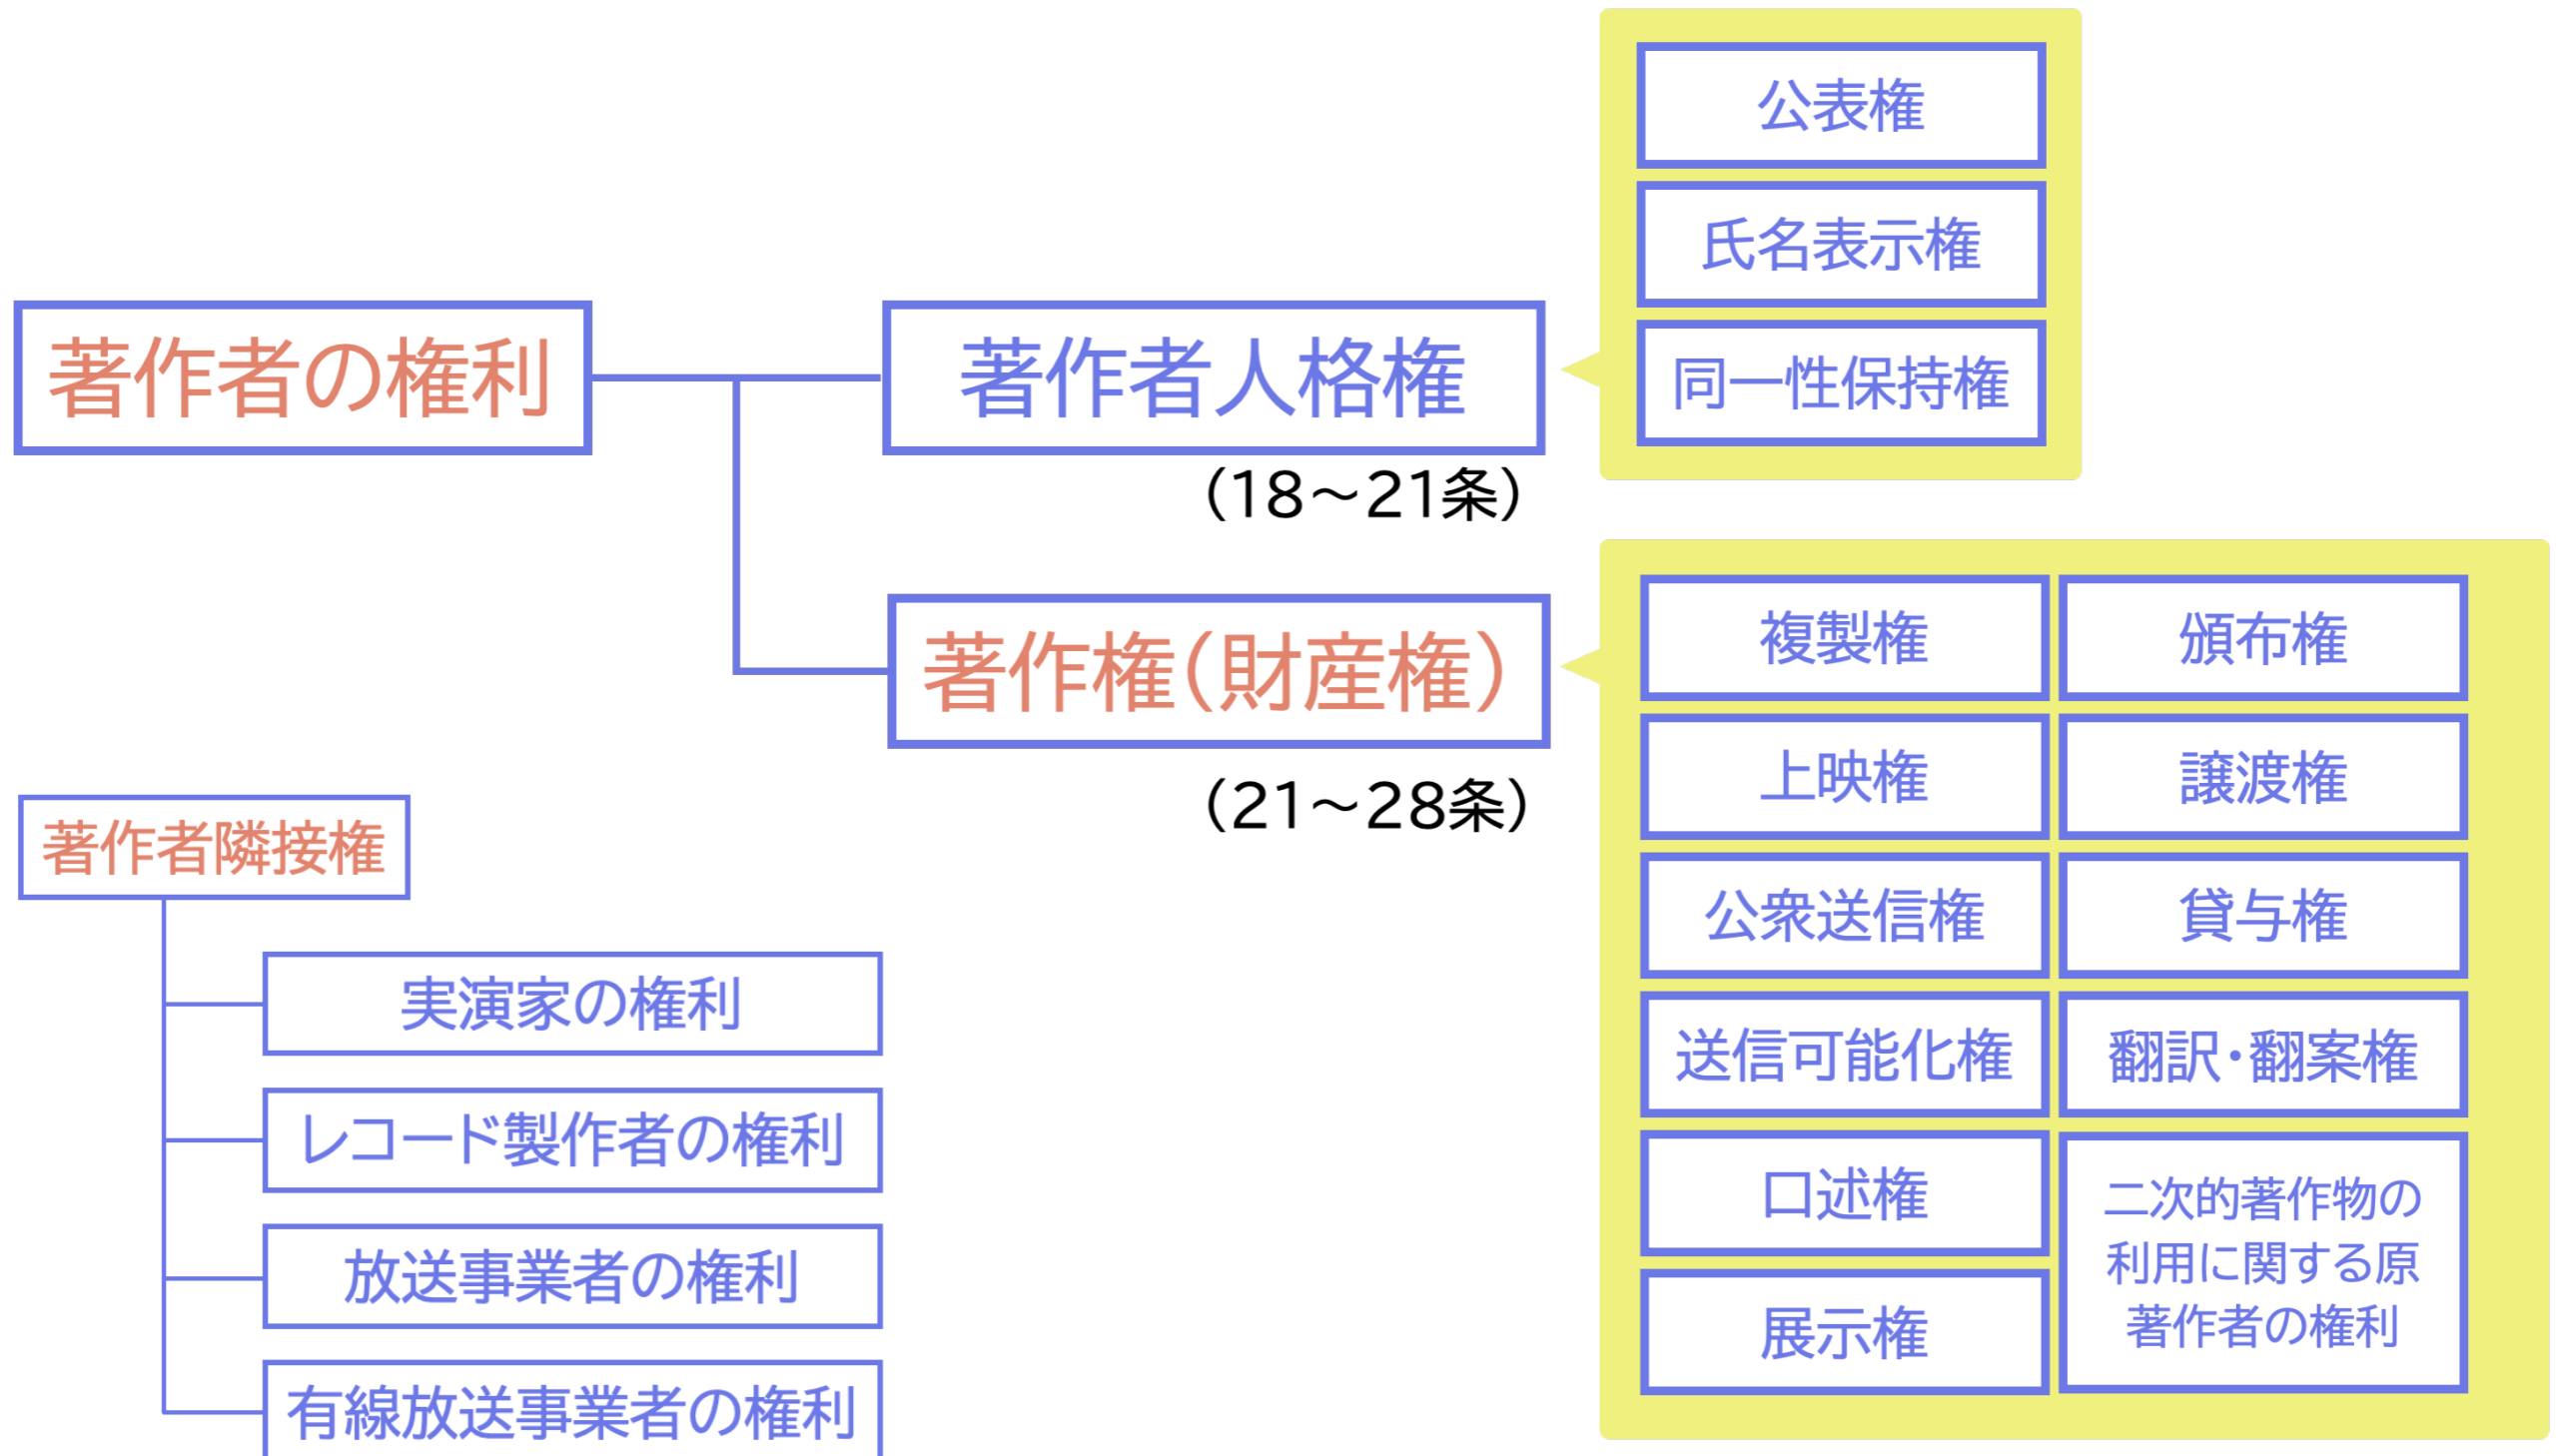 著作者の権利
著作者人格権
(18～21条)
公表権
氏名表示権
同一性保持権
著作権(財産権)
(21～28条)
複製権
上映権
公衆送信権
送信可能化権
口述権
展示権
頒布権
譲渡権
貸与権
翻訳・翻案権
二次的著作物の
利用に関する原
著作者の権利
著作者隣接権
実演家の権利
レコード製作者の権利
放送事業者の権利
有線放送事業者の権利